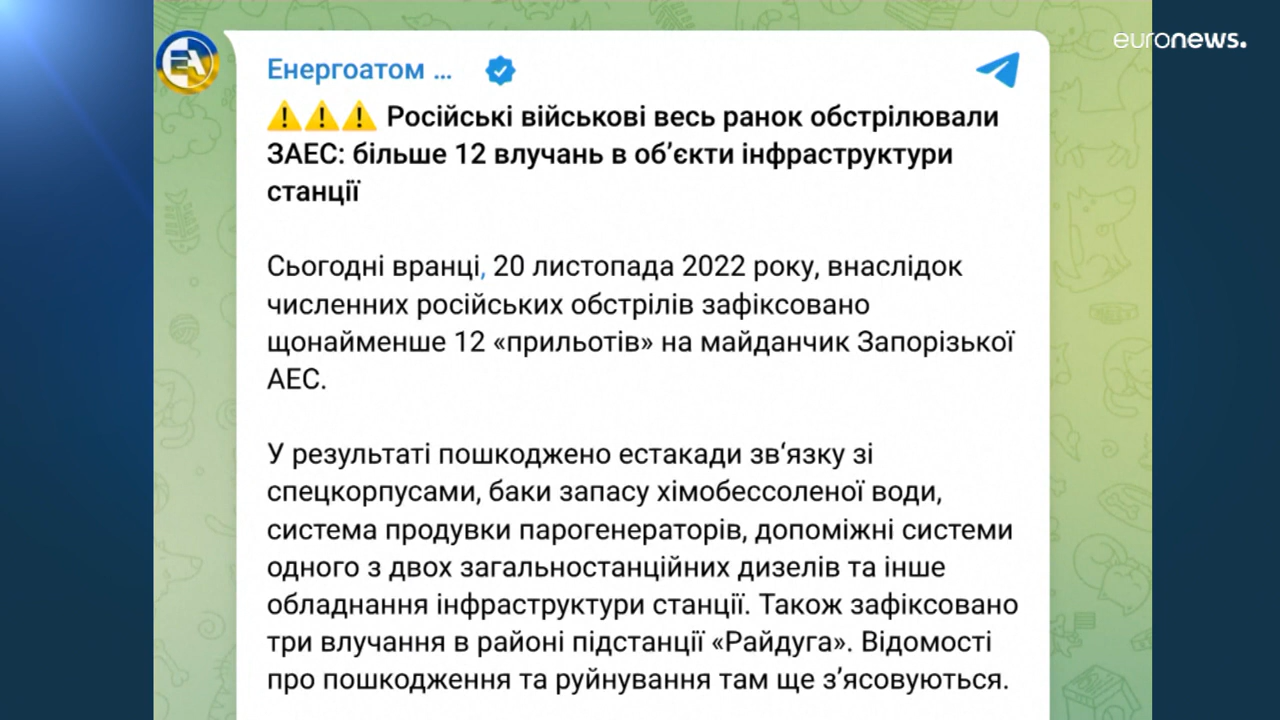 euronews.
Енергоатом ...
⚠️⚠️⚠️ Російські військові весь ранок обстрілювали
ЗАЕС: більше 12 влучань в об’єкти інфраструктури
станції
Сьогодні вранці, 20 листопада 2022 року, внаслідок
численних російських обстрілів зафіксовано
щонайменше 12 «прильотів» на майданчик Запорізької
АЕС.
У результаті пошкоджено естакади зв‘язку зі
спецкорпусами, баки запасу хімобессоленої води,
система продувки парогенераторів, допоміжні системи
одного з двох загальностанційних дизелів та інше
обладнання інфраструктури станції. Також зафіксовано
три влучання в районі підстанції «Райдуга». Відомості
про пошкодження та руйнування там ще з’ясовуються.